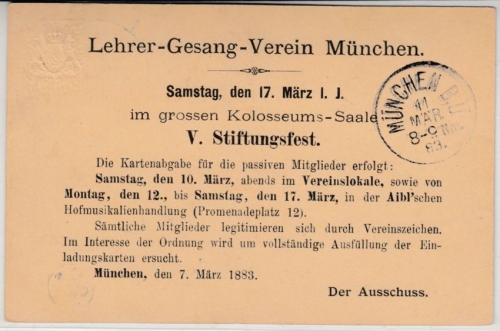 Lehrer-Gesang-Verein München.
Samstag, den 17. März l. J.
im grossen Kolosseums-Saale
V. Stiftungsfest.
Die Kartenabgabe für die passiven Mitglieder erfolgt:
Samstag, den 10. März, abends im Vereinslokale, sowie von
Montag, den 12., bis Samstag, den 17. März, in der Aibl'schen
Hofmusikalienhandlung (Promenadeplatz 12).
Sämtliche Mitglieder legitimieren sich durch Vereinszeichen.
Im Interesse der Ordnung wird um vollständige Ausfüllung der Ein-
ladungskarten ersucht.
München, den 7. März 1883.
Der Ausschuss.
MÜNCHEN
11
MÄR.
8-9
83.